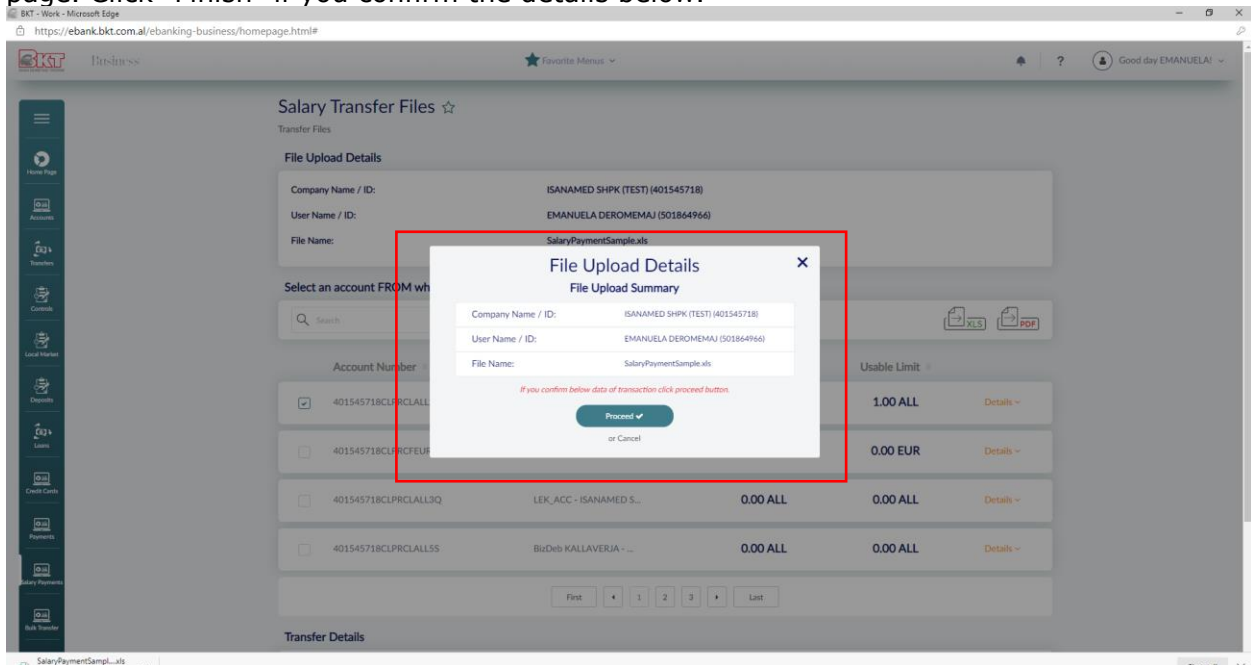 page. Click "Finish" if you confirm the details below.
BKT - Work - Microsoft Edge
https://ebank.bkt.com.al/ebanking-business/homepage.html#
BKT Business
Favorite Menus
?
Good day EMANUELA!
Home Page
Accounts
Transfers
Controls
Local Market
Deposits
Loans
Credit Cards
Payments
Salary Payments
Bulk Transfer
Salary Transfer Files
Transfer Files
File Upload Details
Company Name / ID: ISANAMED SHPK (TEST) (401545718)
User Name / ID: EMANUELA DEROMEMAJ (501864966)
File Name: SalaryPaymentSample.xls
Select an account FROM wh
Search
XLS PDF
Account Number Usable Limit
401545718CLPRCLALL 1.00 ALL Details
401545718CLPRCFEUR 0.00 EUR Details
401545718CLPRCLALL3Q LEK_ACC - ISANAMED S... 0.00 ALL 0.00 ALL Details
401545718CLPRCLALL5S BizDeb KALLAVERJA - ... 0.00 ALL 0.00 ALL Details
First 1 2 3 Last
Transfer Details
File Upload Details
File Upload Summary
Company Name / ID: ISANAMED SHPK (TEST) (401545718)
User Name / ID: EMANUELA DEROMEMAJ (501864966)
File Name: SalaryPaymentSample.xls
If you confirm below data of transaction click proceed button.
Proceed
or Cancel
SalaryPaymentSampl....xls